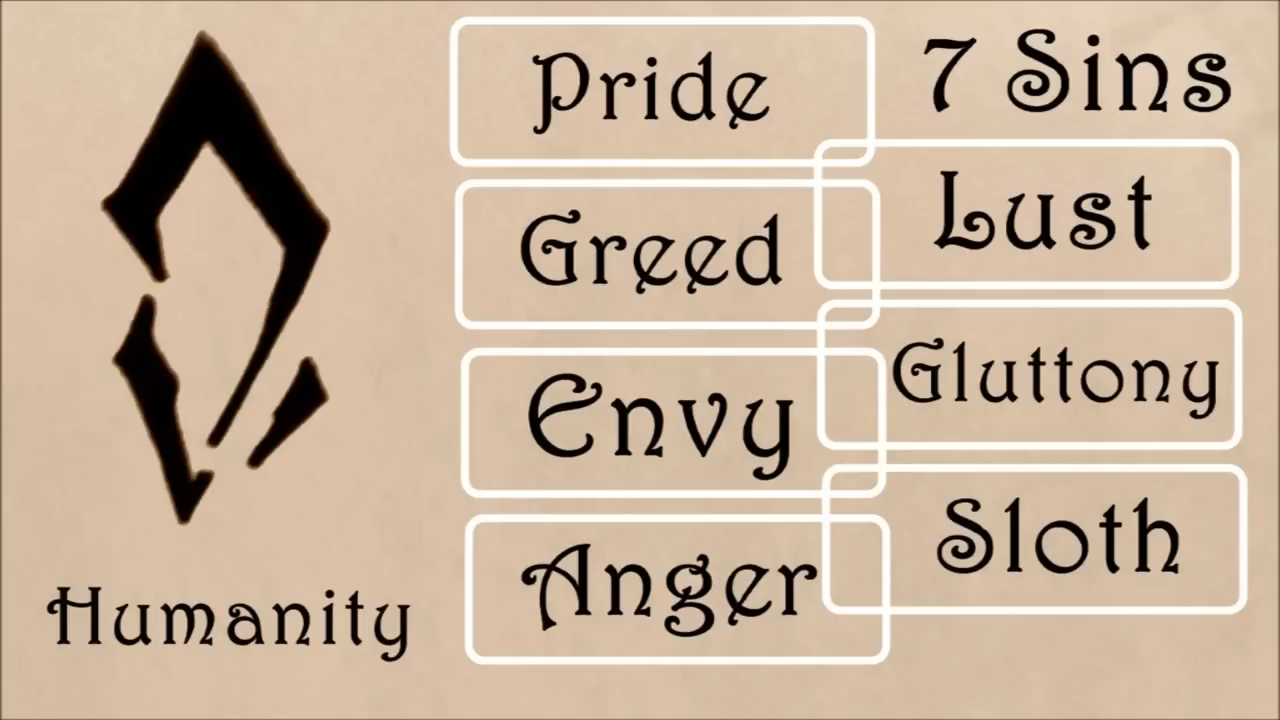 7 Sins
Pride
Lust
Greed
Gluttony
Envy
Sloth
Anger
Humanity